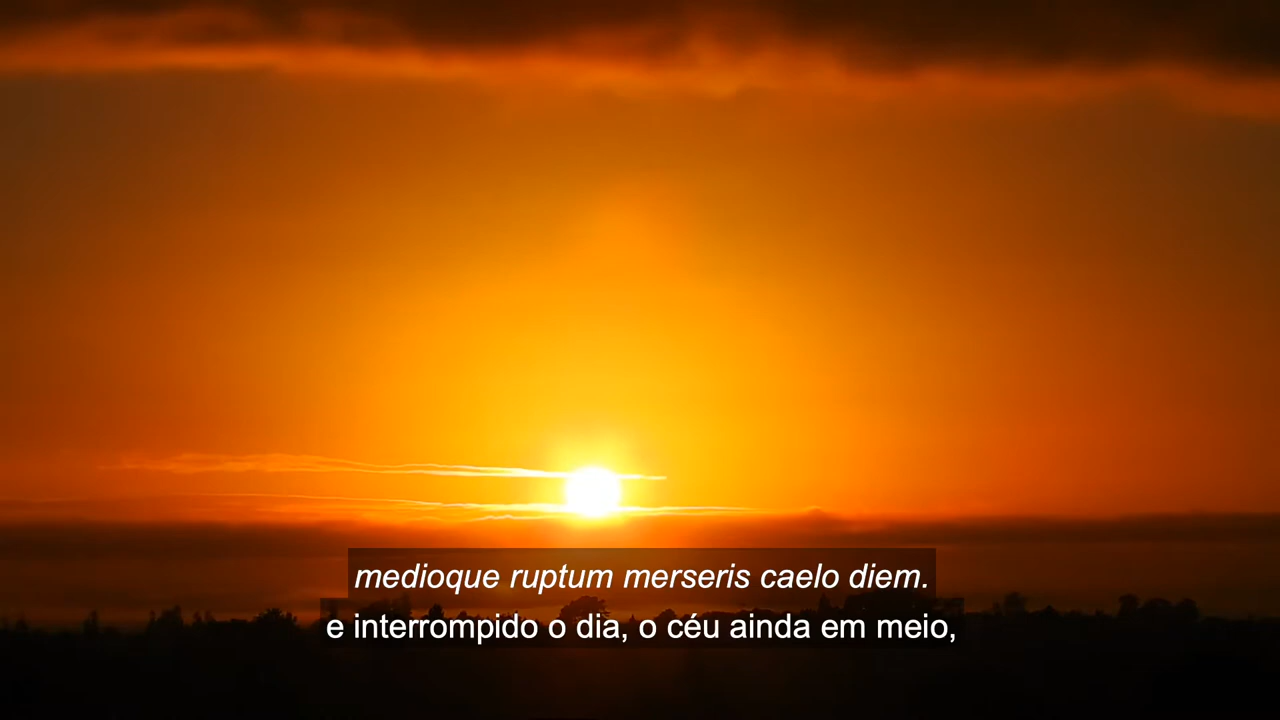 medioque ruptum merseris caelo diem.
e interrompido o dia, o céu ainda em meio,